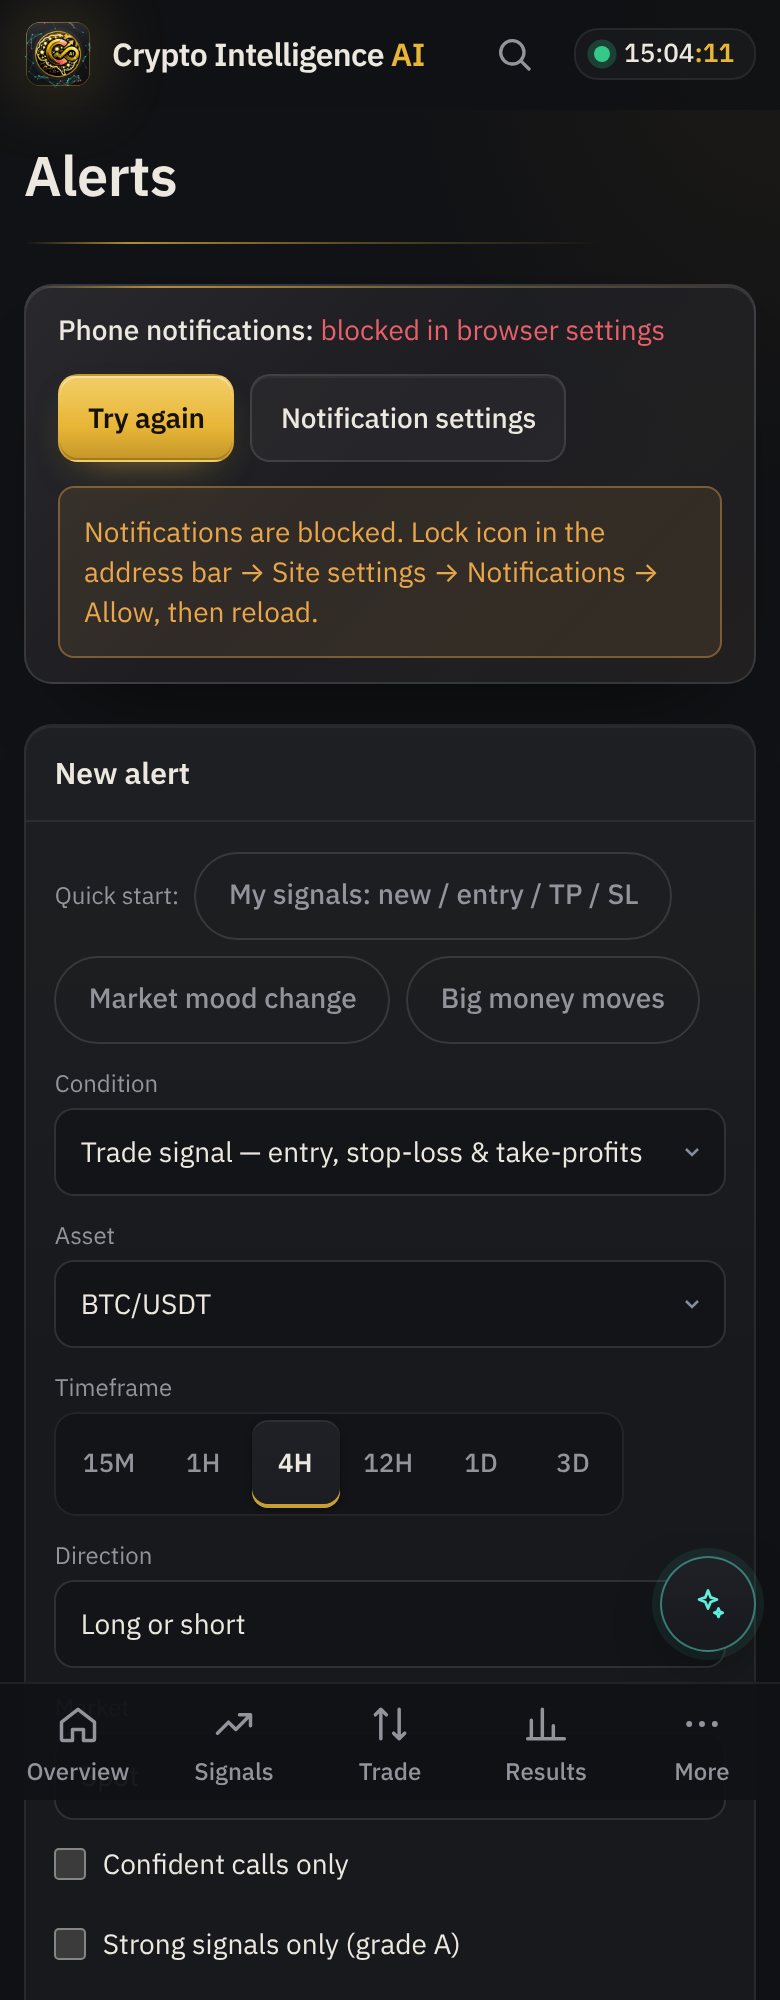 Crypto Intelligence AI
15:04:11
Alerts
Phone notifications: blocked in browser settings
Try again
Notification settings
Notifications are blocked. Lock icon in the
address bar → Site settings → Notifications →
Allow, then reload.
New alert
Quick start:
My signals: new / entry / TP / SL
Market mood change
Big money moves
Condition
Trade signal — entry, stop-loss & take-profits
Asset
BTC/USDT
Timeframe
15M 1H 4H 12H 1D 3D
Direction
Long or short
Market
Overview
Signals
Trade
Results
More
Confident calls only
Strong signals only (grade A)